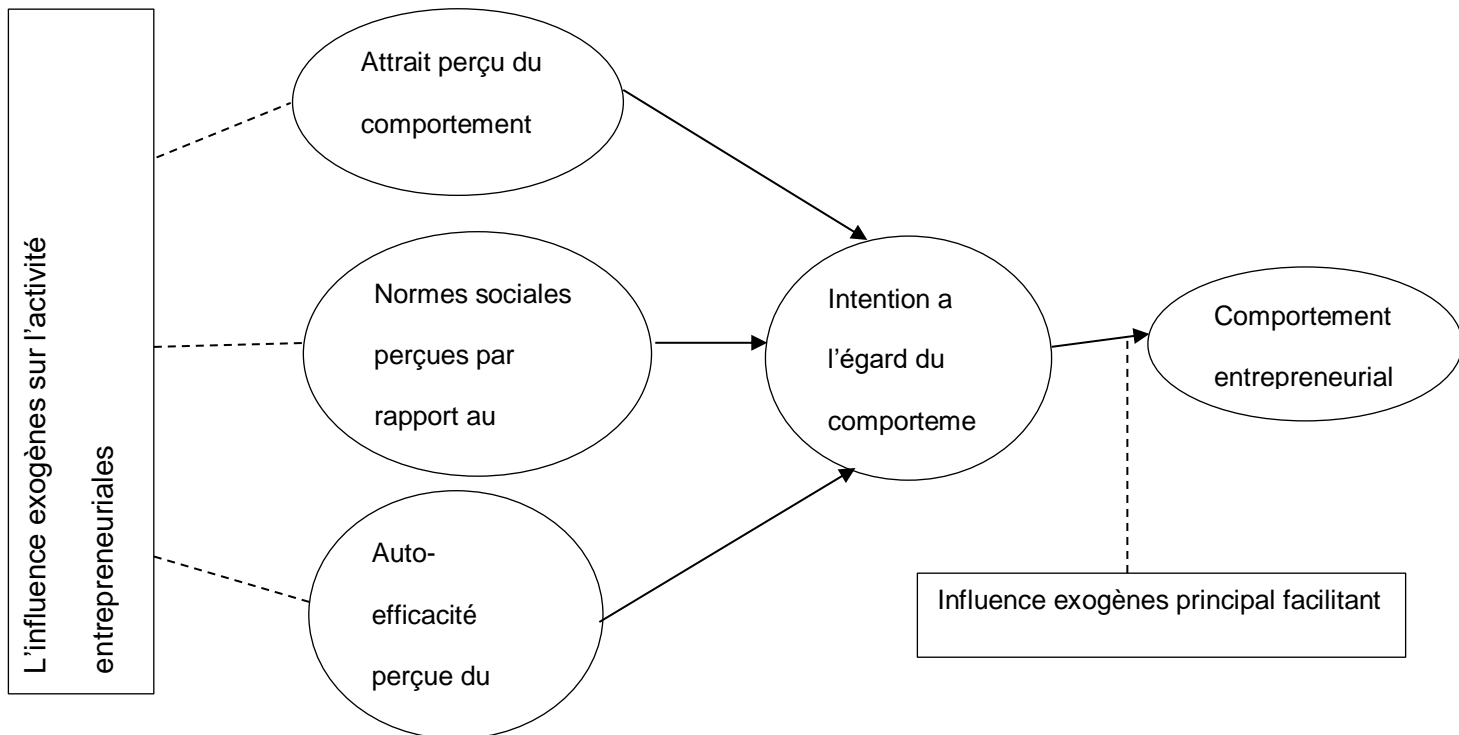 L'influence exogènes sur l'activité
entrepreneuriales
Attrait perçu du
comportement
Normes sociales
perçues par
rapport au
Auto-
efficacité
perçue du
Intention a
l'égard du
comporteme
Comportement
entrepreneurial
Influence exogènes principal facilitant